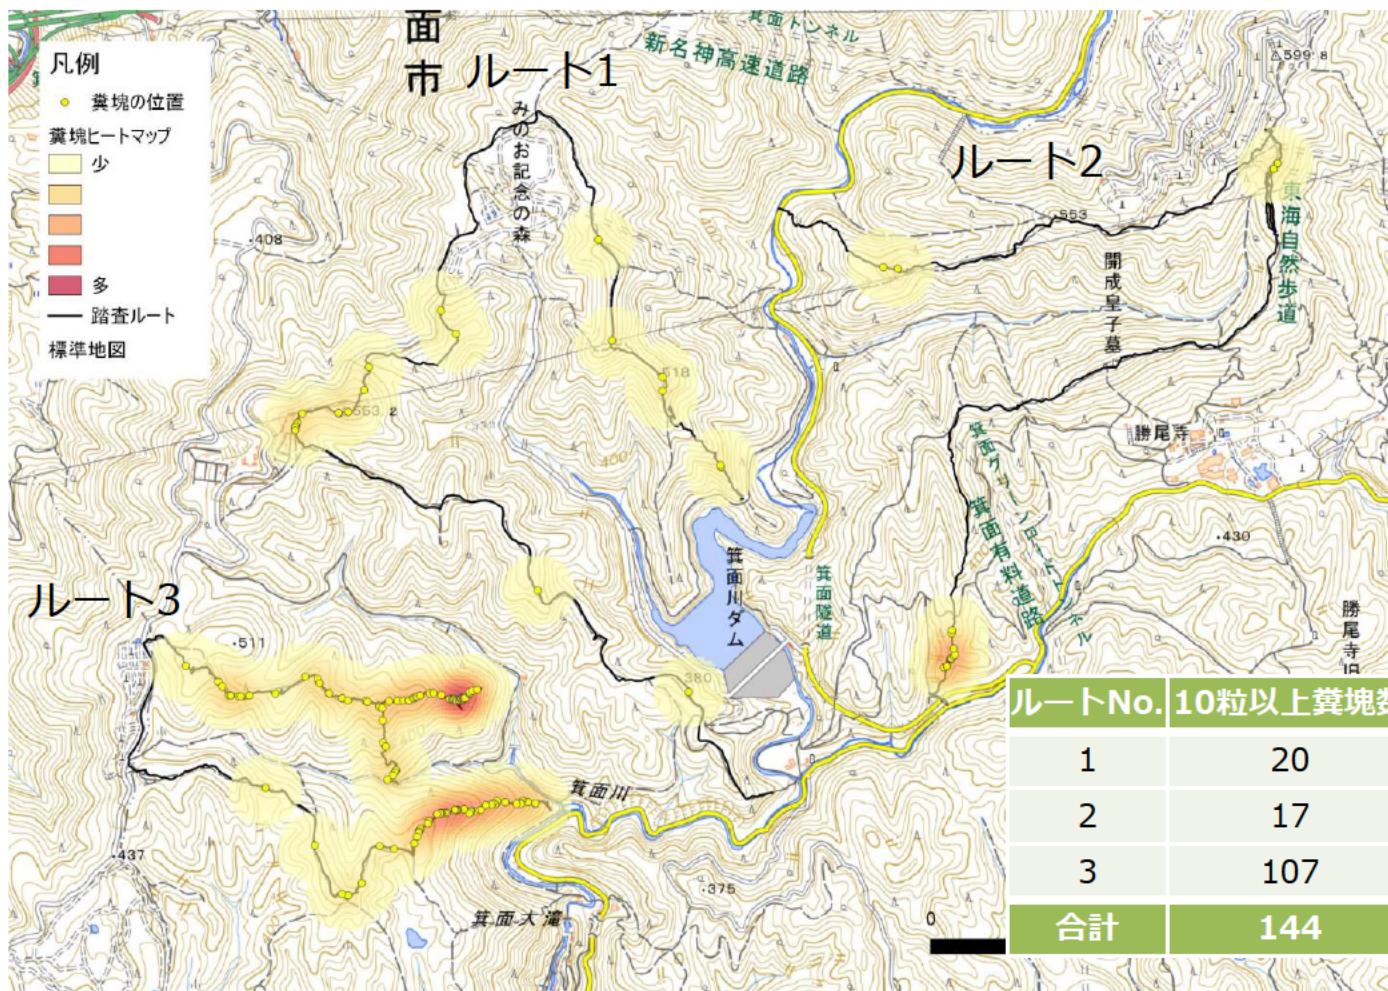 面市
ルート1
箕面トンネル
新名神高速道路
凡例
糞塊の位置
糞塊ヒートマップ
少
多
踏査ルート
標準地図
みのお記念の森
ルート2
599.8
553
東海自然歩道
開成皇子墓
408
518
553.2
400
勝尾寺
箕面グリーンロードトンネル
箕面有料道路
430
箕面川ダム
箕面隧道
勝尾寺旧
ルート3
511
380
箕面川
437
375
箕面大滝
0
ルートNo. 10粒以上糞塊数
1 20
2 17
3 107
合計 144